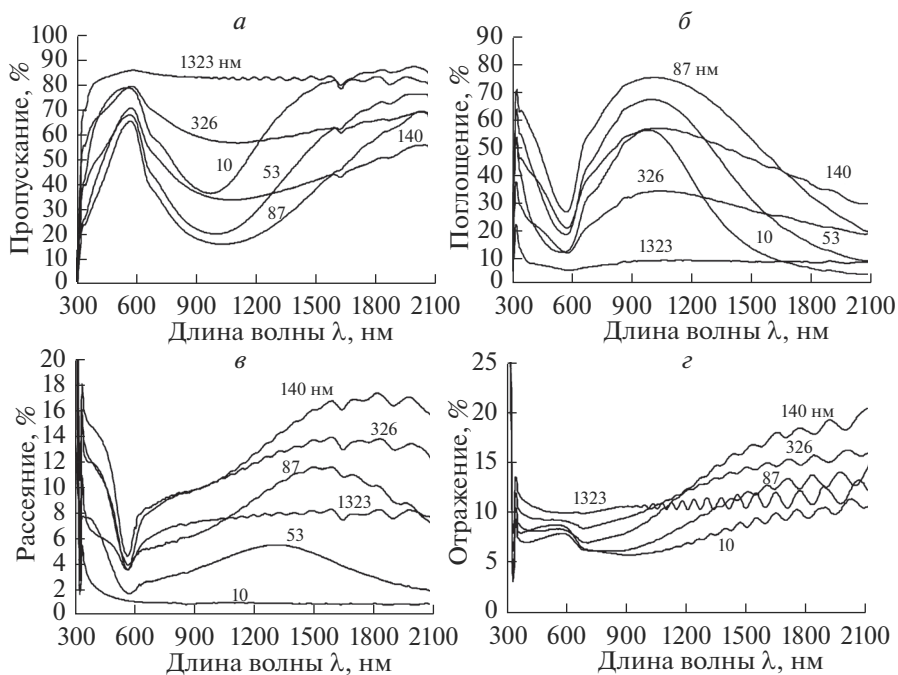 а
Пропускание, %
100
90
80
70
60
50
40
30
20
10
0
1323 нм
326
10
53
87
140
300 600 900 1200 1500 1800 2100
Длина волны λ, нм
б
Поглощение, %
90
80
70
60
50
40
30
20
10
0
87 нм
140
326
10
53
1323
300 600 900 1200 1500 1800 2100
Длина волны λ, нм
в
Рассеяние, %
20
18
16
14
12
10
8
6
4
2
0
140 нм
326
87
1323
53
10
300 600 900 1200 1500 1800 2100
Длина волны λ, нм
г
Отражение, %
25
20
15
10
5
0
140 нм
326
1323
87
10
300 600 900 1200 1500 1800 2100
Длина волны λ, нм